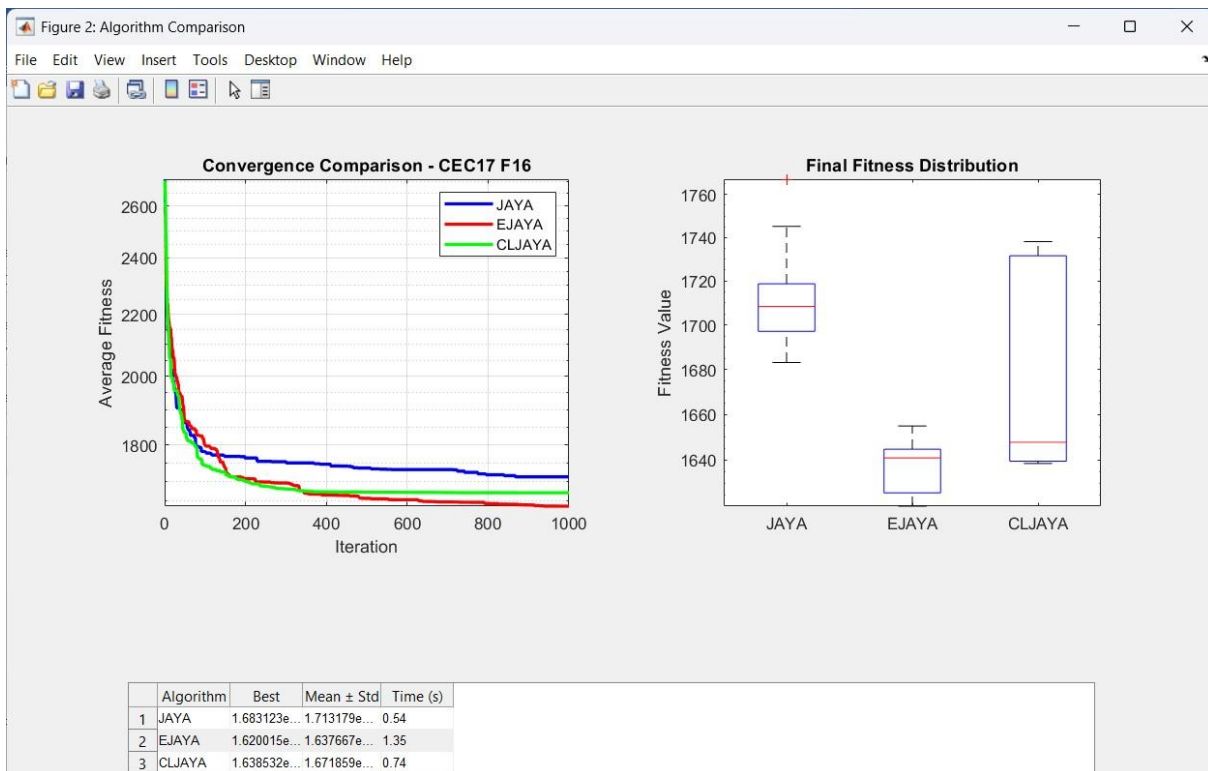 Figure 2: Algorithm Comparison
File Edit View Insert Tools Desktop Window Help
Convergence Comparison - CEC17 F16
2600
2400
2200
2000
1800
Average Fitness
JAYA
EJAYA
CLJAYA
0 200 400 600 800 1000
Iteration
Final Fitness Distribution
1760
1740
1720
1700
1680
1660
1640
Fitness Value
JAYA EJAYA CLJAYA
Algorithm Best Mean ± Std Time (s)
1 JAYA 1.683123e... 1.713179e... 0.54
2 EJAYA 1.620015e... 1.637667e... 1.35
3 CLJAYA 1.638532e... 1.671859e... 0.74